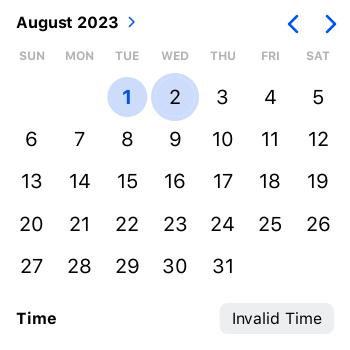 August 2023
SUN MON TUE WED THU FRI SAT
1 2 3 4 5
6 7 8 9 10 11 12
13 14 15 16 17 18 19
20 21 22 23 24 25 26
27 28 29 30 31
Time Invalid Time